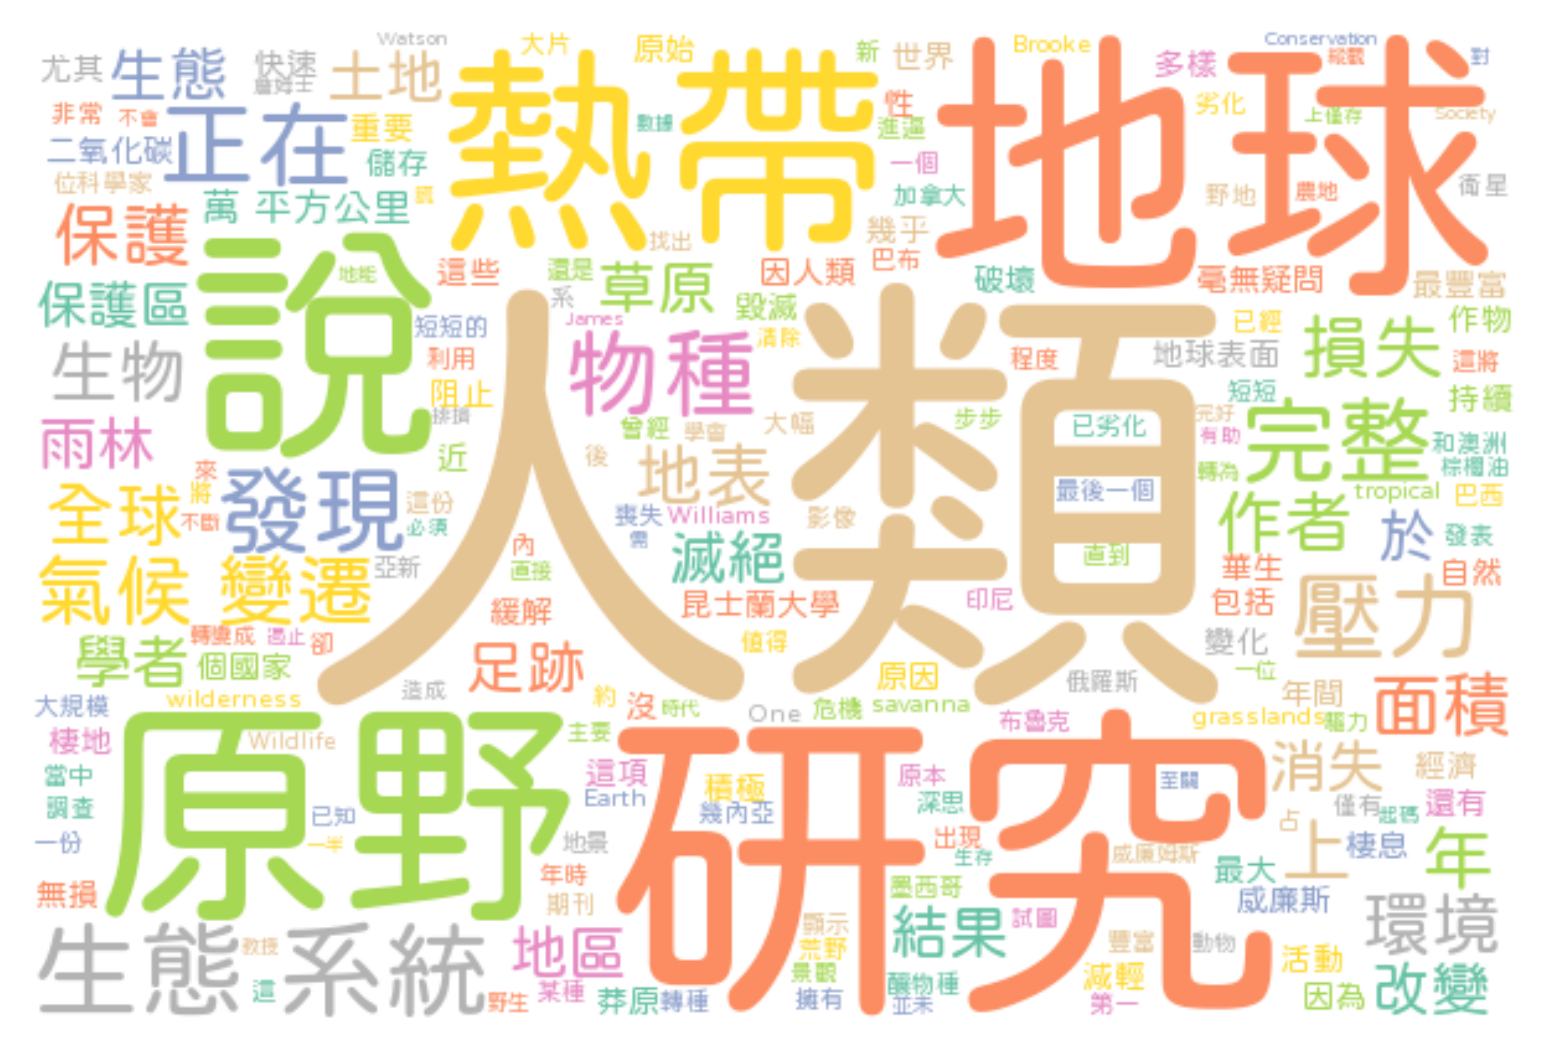 Watson
大片
原始
新
世界
Brooke
多樣
Conservation
縱觀
對
尤其
生態
快速
詹姆士
土地
熱帶
地球
性
劣化
上僅存
Society
非常
不會
正在
重要
數據
進逼
二氧化碳
儲存
一個
位科學家
加拿大
野地
農地
衛星
保護
萬 平方公里
找出
幾乎
說
地能
這些
還是
草原
因人類
巴布
破壞
毫無疑問
最豐富
保護區
系
毀滅
人類
短短的
James
物種
清除
已經
損失
作物
生物
利用
程度
地球表面
這將
阻止
排擠
短短
持續
雨林
曾經
學會
大幅
步步
已劣化
完好
有助
完整
和澳洲
近
後
地表
轉為
棕櫚油
來
將
全球
不斷
發現
這份
必須
喪失
Williams
影像
最後一個
tropical
巴西
作者
於
發表
需
內
直接
滅絕
直到
華生
自然
氣候 變遷
亞新
緩解
昆士蘭大學
印尼
包括
壓力
學者
轉變成
遏止
卻
個國家
足跡
值得
變化
一位
原因
俄羅斯
年間
面積
大規模
wilderness
造成
約
沒
時代
One
危機
savanna
布魯克
grasslands
驅力
棲地
Wildlife
原野
主要
研究
消失
經濟
當中
這項
積極
原本
至關
Earth
調查
已知
幾內亞
深思
僅有
起碼
還有
占
一份
一半
地景
出現
生存
威廉姆斯
上
棲息
年
最大
無損
年時
期刊
墨西哥
威廉斯
生態系統
教授
地區
顯示
荒野
結果
試圖
豐富
動物
環境
活動
這
景觀
野生
某種
莽原
轉種
擁有
釀物種
並未
減輕
第一
因為
改變